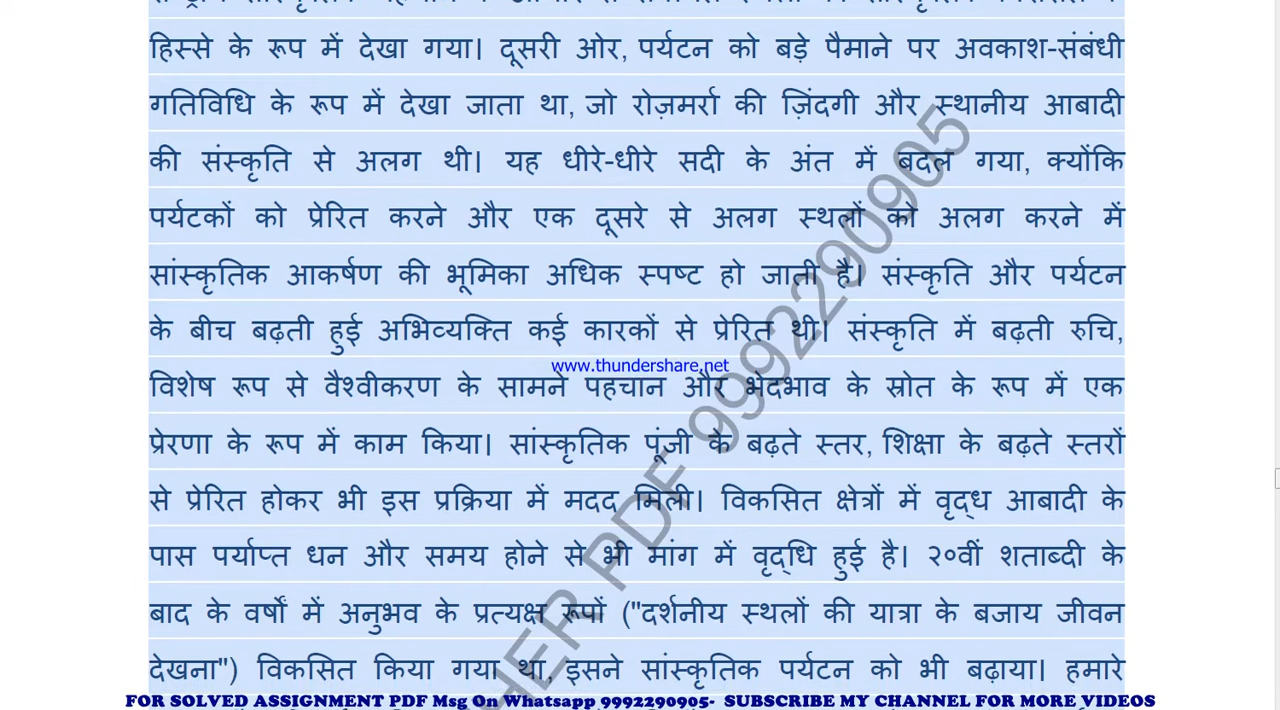 हिस्से के रूप में देखा गया। दूसरी ओर, पर्यटन को बड़े पैमाने पर अवकाश-संबंधी
गतिविधि के रूप में देखा जाता था, जो रोज़मर्रा की ज़िंदगी और स्थानीय आबादी
की संस्कृति से अलग थी। यह धीरे-धीरे सदी के अंत में बदल गया, क्योंकि
पर्यटकों को प्रेरित करने और एक दूसरे से अलग स्थलों को अलग करने में
सांस्कृतिक आकर्षण की भूमिका अधिक स्पष्ट हो जाती है। संस्कृति और पर्यटन
के बीच बढ़ती हुई अभिव्यक्ति कई कारकों से प्रेरित थी। संस्कृति में बढ़ती रुचि,
www.thundershare.net
विशेष रूप से वैश्वीकरण के सामने पहचान और भेदभाव के स्रोत के रूप में एक
प्रेरणा के रूप में काम किया। सांस्कृतिक पूंजी के बढ़ते स्तर, शिक्षा के बढ़ते स्तरों
से प्रेरित होकर भी इस प्रक्रिया में मदद मिली। विकसित क्षेत्रों में वृद्ध आबादी के
पास पर्याप्त धन और समय होने से भी मांग में वृद्धि हुई है। २०वीं शताब्दी के
बाद के वर्षों में अनुभव के प्रत्यक्ष रूपों ("दर्शनीय स्थलों की यात्रा के बजाय जीवन
देखना") विकसित किया गया था, इसने सांस्कृतिक पर्यटन को भी बढ़ाया। हमारे
HER PDF 9992290905
FOR SOLVED ASSIGNMENT PDF Msg On Whatsapp 9992290905- SUBSCRIBE MY CHANNEL FOR MORE VIDEOS